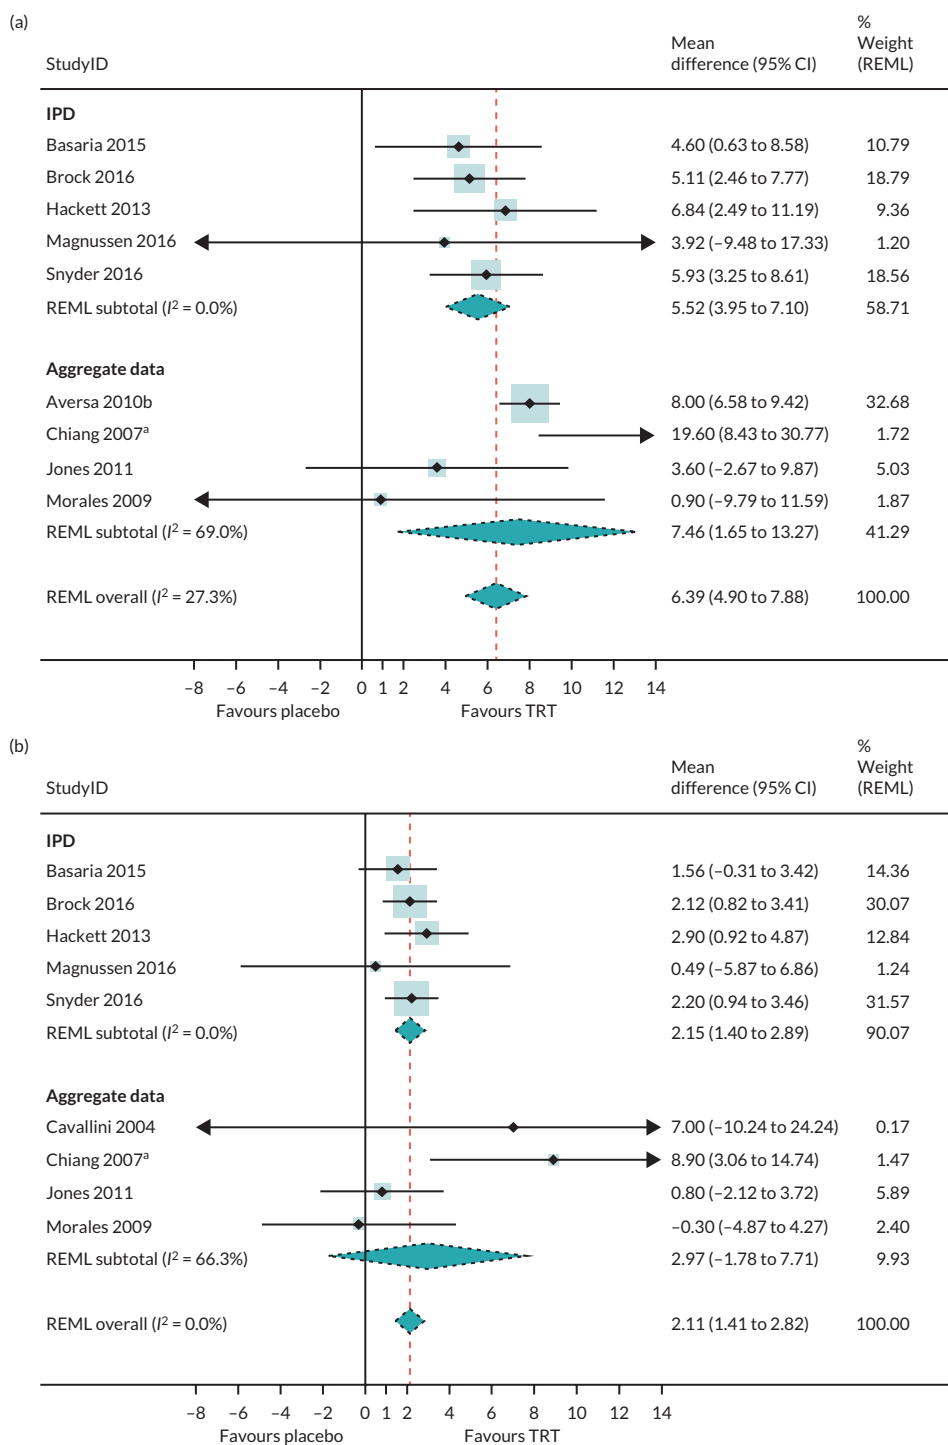 (a)
StudyID Mean difference (95% CI) % Weight (REML)
IPD
Basaria 2015 4.60 (0.63 to 8.58) 10.79
Brock 2016 5.11 (2.46 to 7.77) 18.79
Hackett 2013 6.84 (2.49 to 11.19) 9.36
Magnussen 2016 3.92 (–9.48 to 17.33) 1.20
Snyder 2016 5.93 (3.25 to 8.61) 18.56
REML subtotal (I² = 0.0%) 5.52 (3.95 to 7.10) 58.71
Aggregate data
Aversa 2010b 8.00 (6.58 to 9.42) 32.68
Chiang 2007ᵃ 19.60 (8.43 to 30.77) 1.72
Jones 2011 3.60 (–2.67 to 9.87) 5.03
Morales 2009 0.90 (–9.79 to 11.59) 1.87
REML subtotal (I² = 69.0%) 7.46 (1.65 to 13.27) 41.29
REML overall (I² = 27.3%) 6.39 (4.90 to 7.88) 100.00
–8 –6 –4 –2 0 1 2 4 6 8 10 12 14
Favours placebo Favours TRT
(b)
StudyID Mean difference (95% CI) % Weight (REML)
IPD
Basaria 2015 1.56 (–0.31 to 3.42) 14.36
Brock 2016 2.12 (0.82 to 3.41) 30.07
Hackett 2013 2.90 (0.92 to 4.87) 12.84
Magnussen 2016 0.49 (–5.87 to 6.86) 1.24
Snyder 2016 2.20 (0.94 to 3.46) 31.57
REML subtotal (I² = 0.0%) 2.15 (1.40 to 2.89) 90.07
Aggregate data
Cavallini 2004 7.00 (–10.24 to 24.24) 0.17
Chiang 2007ᵃ 8.90 (3.06 to 14.74) 1.47
Jones 2011 0.80 (–2.12 to 3.72) 5.89
Morales 2009 –0.30 (–4.87 to 4.27) 2.40
REML subtotal (I² = 66.3%) 2.97 (–1.78 to 7.71) 9.93
REML overall (I² = 0.0%) 2.11 (1.41 to 2.82) 100.00
–8 –6 –4 –2 0 1 2 4 6 8 10 12 14
Favours placebo Favours TRT